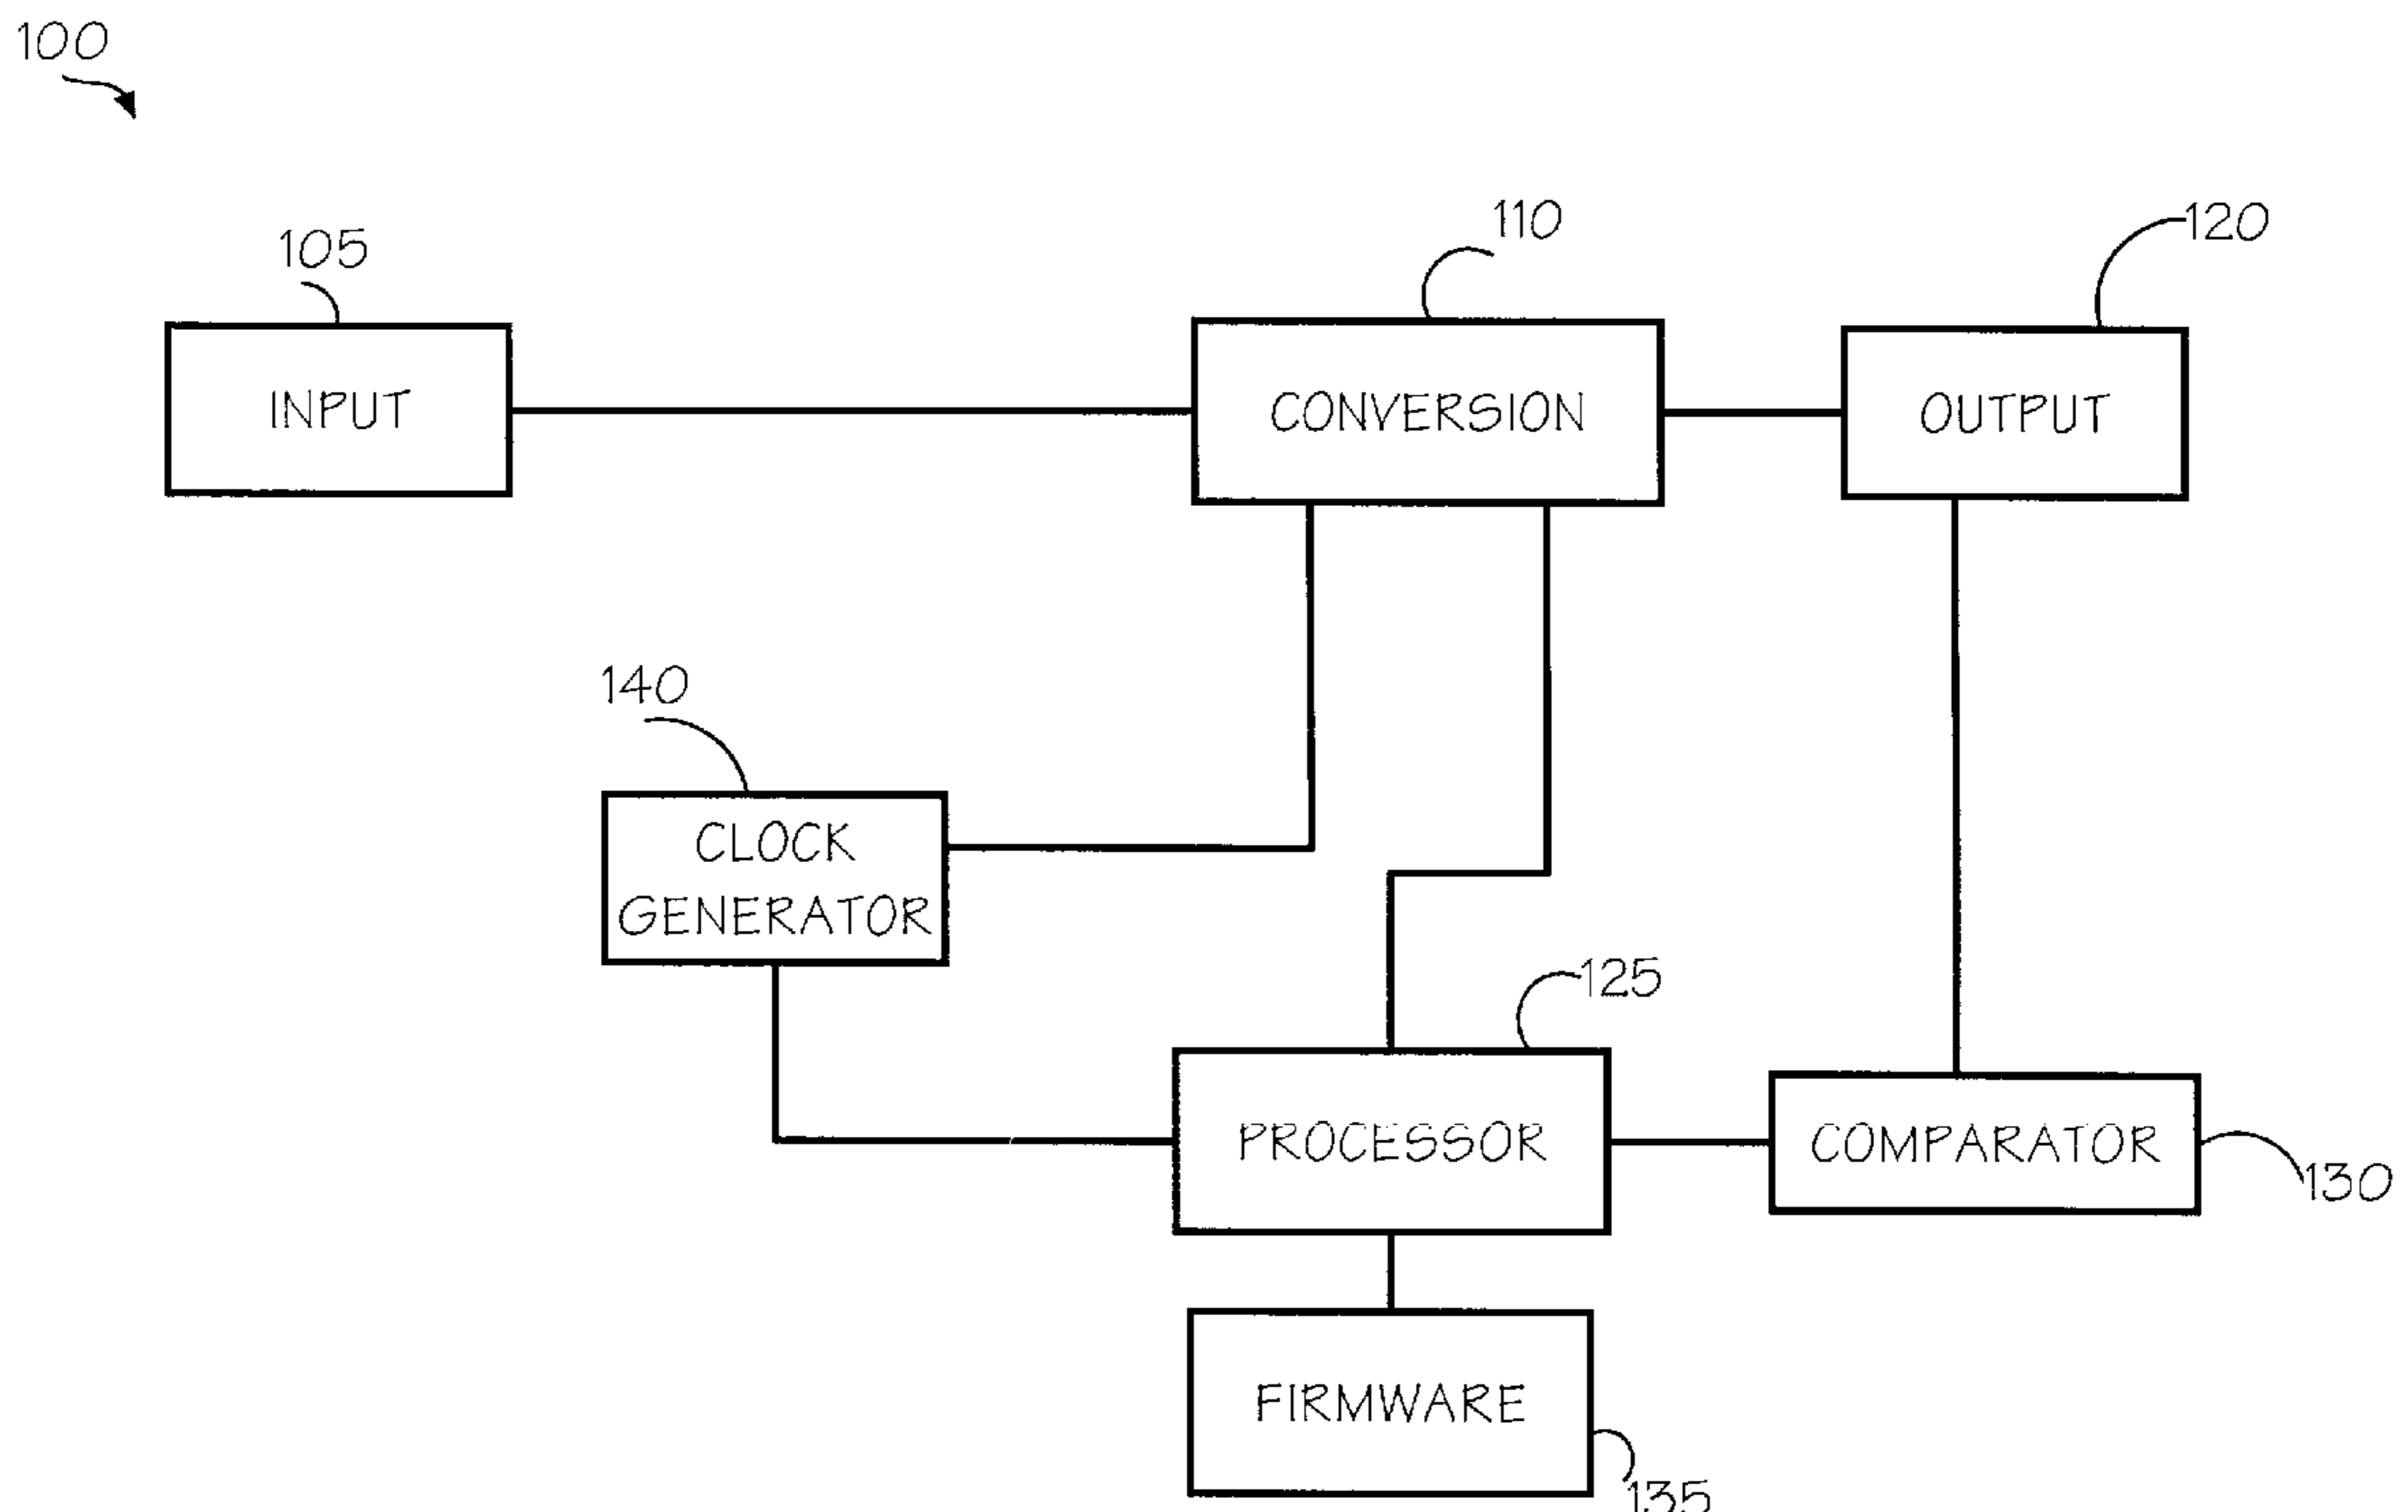 100
105
110
120
INPUT
CONVERSION
OUTPUT
140
CLOCK
GENERATOR
125
PROCESSOR
COMPARATOR
130
FIRMWARE
135